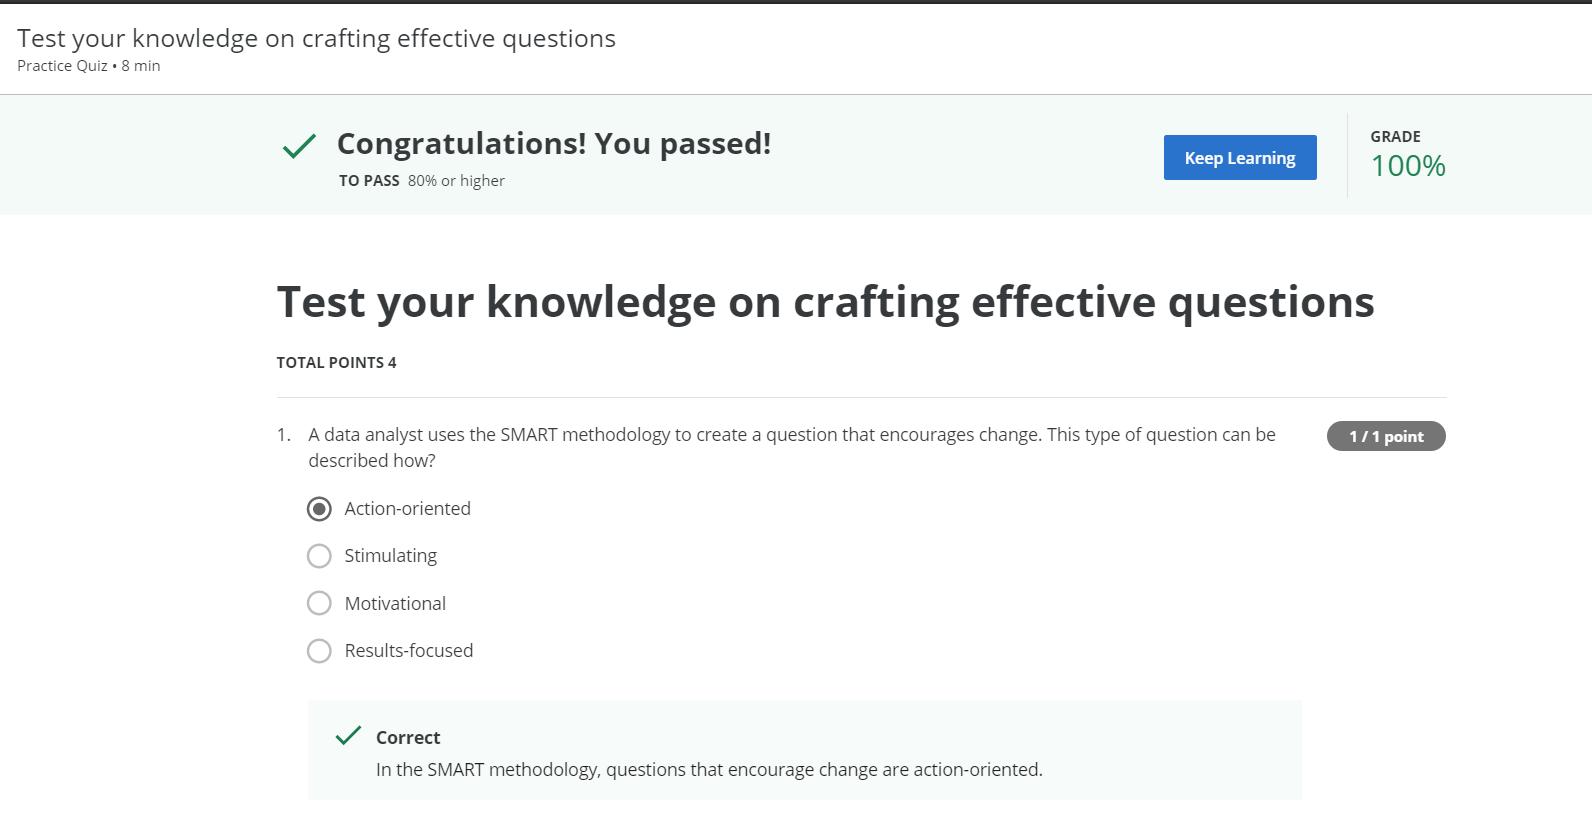 Test your knowledge on crafting effective questions
Practice Quiz • 8 min
Congratulations! You passed!
TO PASS 80% or higher
Keep Learning
GRADE
100%
Test your knowledge on crafting effective questions
TOTAL POINTS 4
1. A data analyst uses the SMART methodology to create a question that encourages change. This type of question can be
described how?
1 / 1 point
Action-oriented
Stimulating
Motivational
Results-focused
Correct
In the SMART methodology, questions that encourage change are action-oriented.